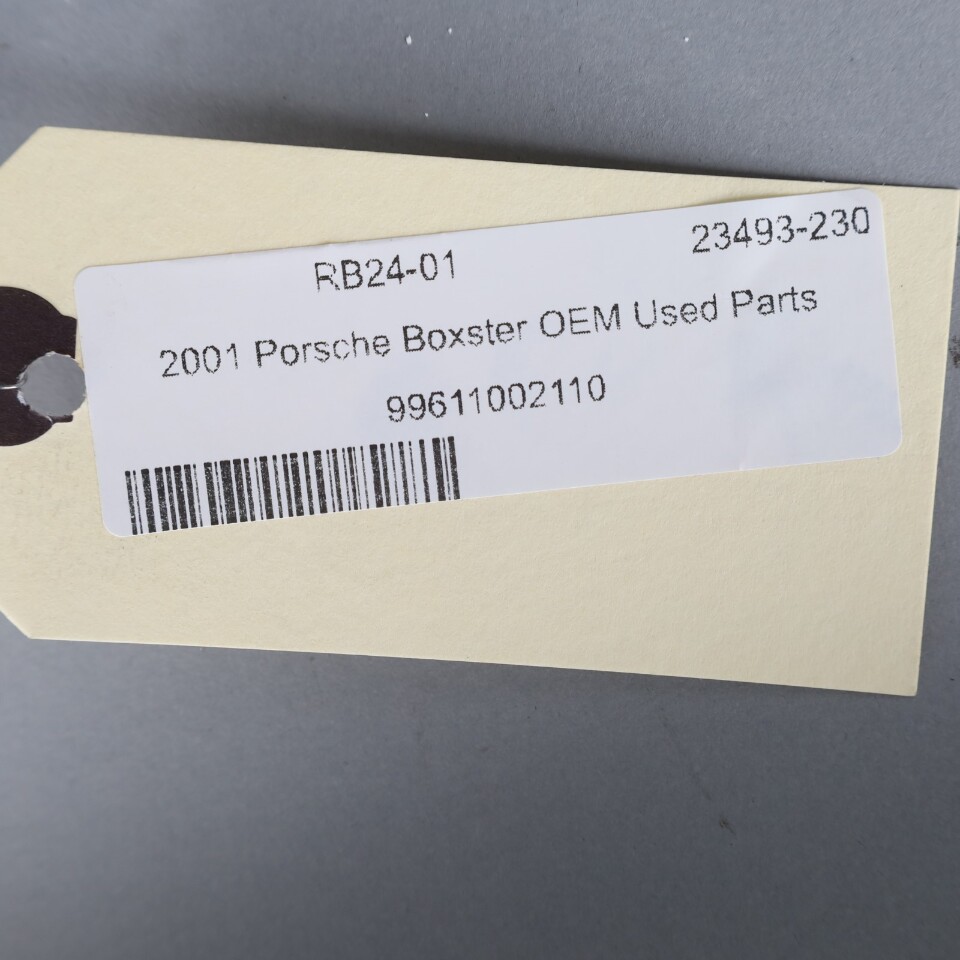 RB24-01 23493-230
2001 Porsche Boxster OEM Used Parts
99611002110